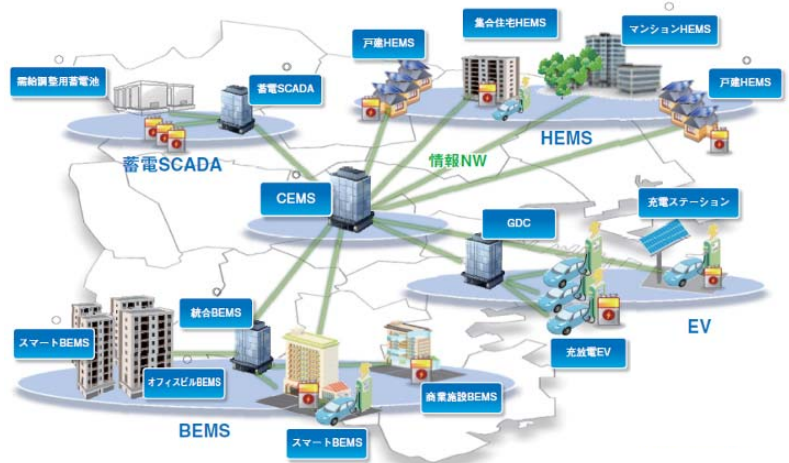 集合住宅HEMS
マンションHEMS
戸建HEMS
需給調整用蓄電池
蓄電SCADA
戸建HEMS
HEMS
蓄電SCADA
情報NW
CEMS
充電ステーション
GDC
統合BEMS
スマートBEMS
EV
充放電EV
オフィスビルBEMS
商業施設BEMS
BEMS
スマートBEMS